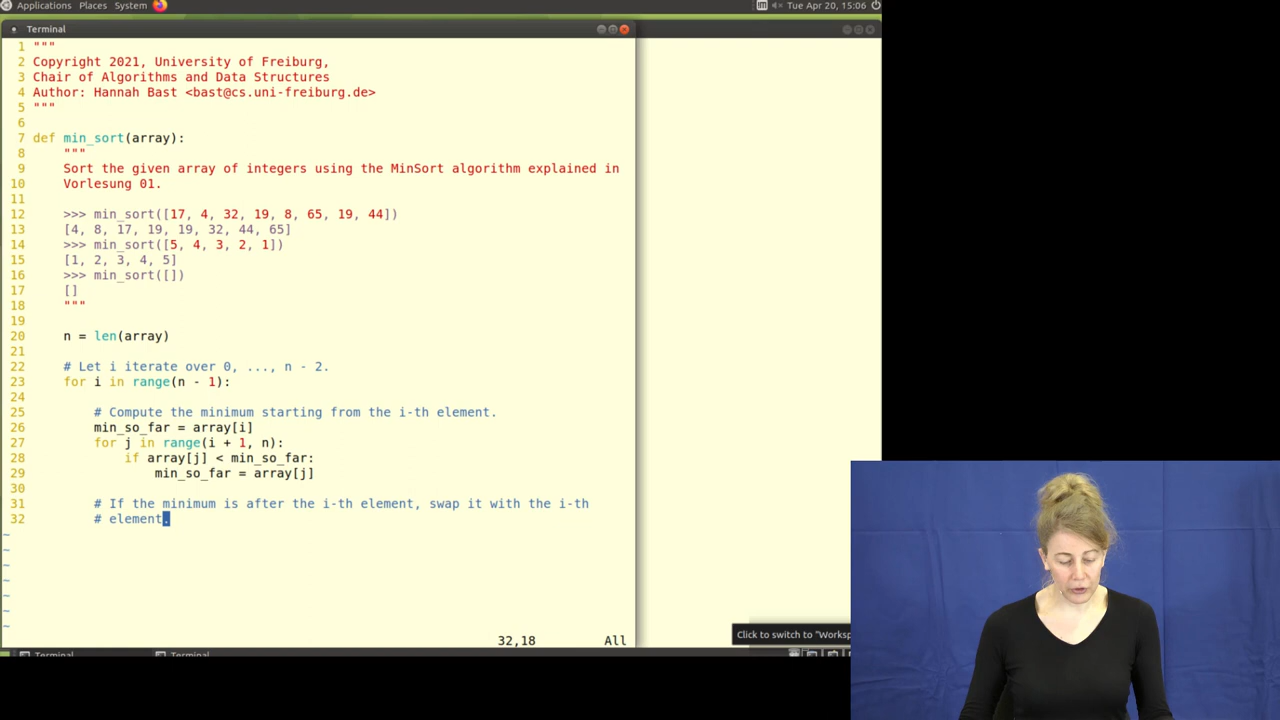 Applications Places System Tue Apr 20, 15:06
Terminal
1 """
2 Copyright 2021, University of Freiburg,
3 Chair of Algorithms and Data Structures
4 Author: Hannah Bast <bast@cs.uni-freiburg.de>
5 """
6
7 def min_sort(array):
8     """
9     Sort the given array of integers using the MinSort algorithm explained in
10     Vorlesung 01.
11
12     >>> min_sort([17, 4, 32, 19, 8, 65, 19, 44])
13     [4, 8, 17, 19, 19, 32, 44, 65]
14     >>> min_sort([5, 4, 3, 2, 1])
15     [1, 2, 3, 4, 5]
16     >>> min_sort([])
17     []
18     """
19
20     n = len(array)
21
22     # Let i iterate over 0, ..., n - 2.
23     for i in range(n - 1):
24
25         # Compute the minimum starting from the i-th element.
26         min_so_far = array[i]
27         for j in range(i + 1, n):
28             if array[j] < min_so_far:
29                 min_so_far = array[j]
30
31         # If the minimum is after the i-th element, swap it with the i-th
32         # element.
~
~
~
~
~
~
~
Click to switch to "Worksp
32,18 All
Terminal Terminal